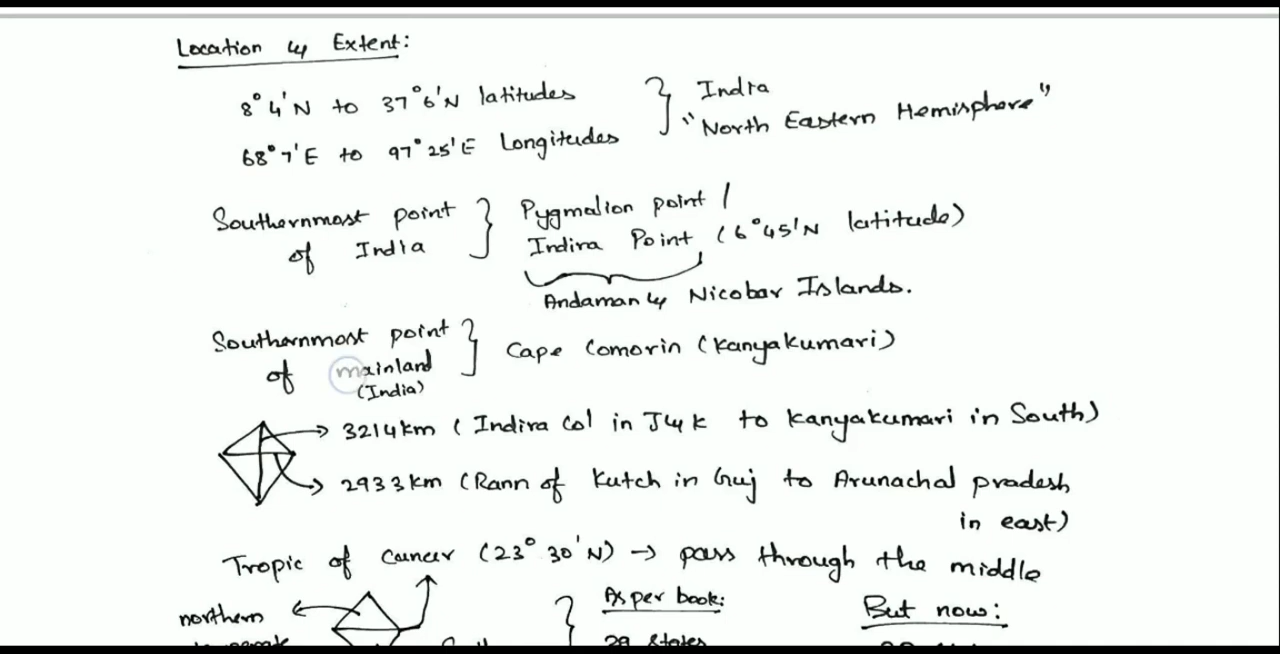 Location & Extent:
8°4'N to 37°6'N latitudes } India
68°7'E to 97°25'E Longitudes "North Eastern Hemisphere"
Southernmost point } Pygmalion point /
of India Indira Point (6°45'N latitude)
Andaman & Nicobar Islands.
Southernmost point } Cape Comorin (Kanyakumari)
of mainland
(India)
→ 3214km (Indira Col in J&K to Kanyakumari in South)
→ 2933km (Rann of Kutch in Guj to Arunachal pradesh
in east)
Tropic of Cancer (23°30'N) → pass through the middle
northern
As per book:
But now:
29 States